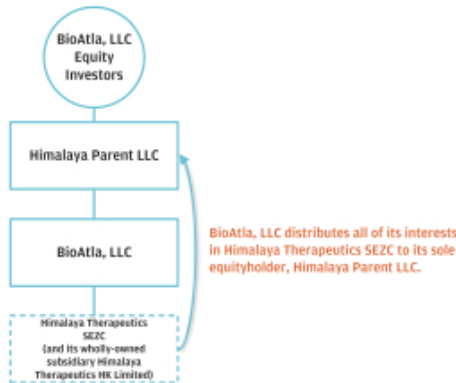 BioAtla, LLC
Equity
Investors
Himalaya Parent LLC
BioAtla, LLC
BioAtla, LLC distributes all of its interests
in Himalaya Therapeutics SEZC to its sole
equityholder, Himalaya Parent LLC.
Himalaya Therapeutics
SEZC
(and its wholly-owned
subsidiary Himalaya
Therapeutics HK Limited)